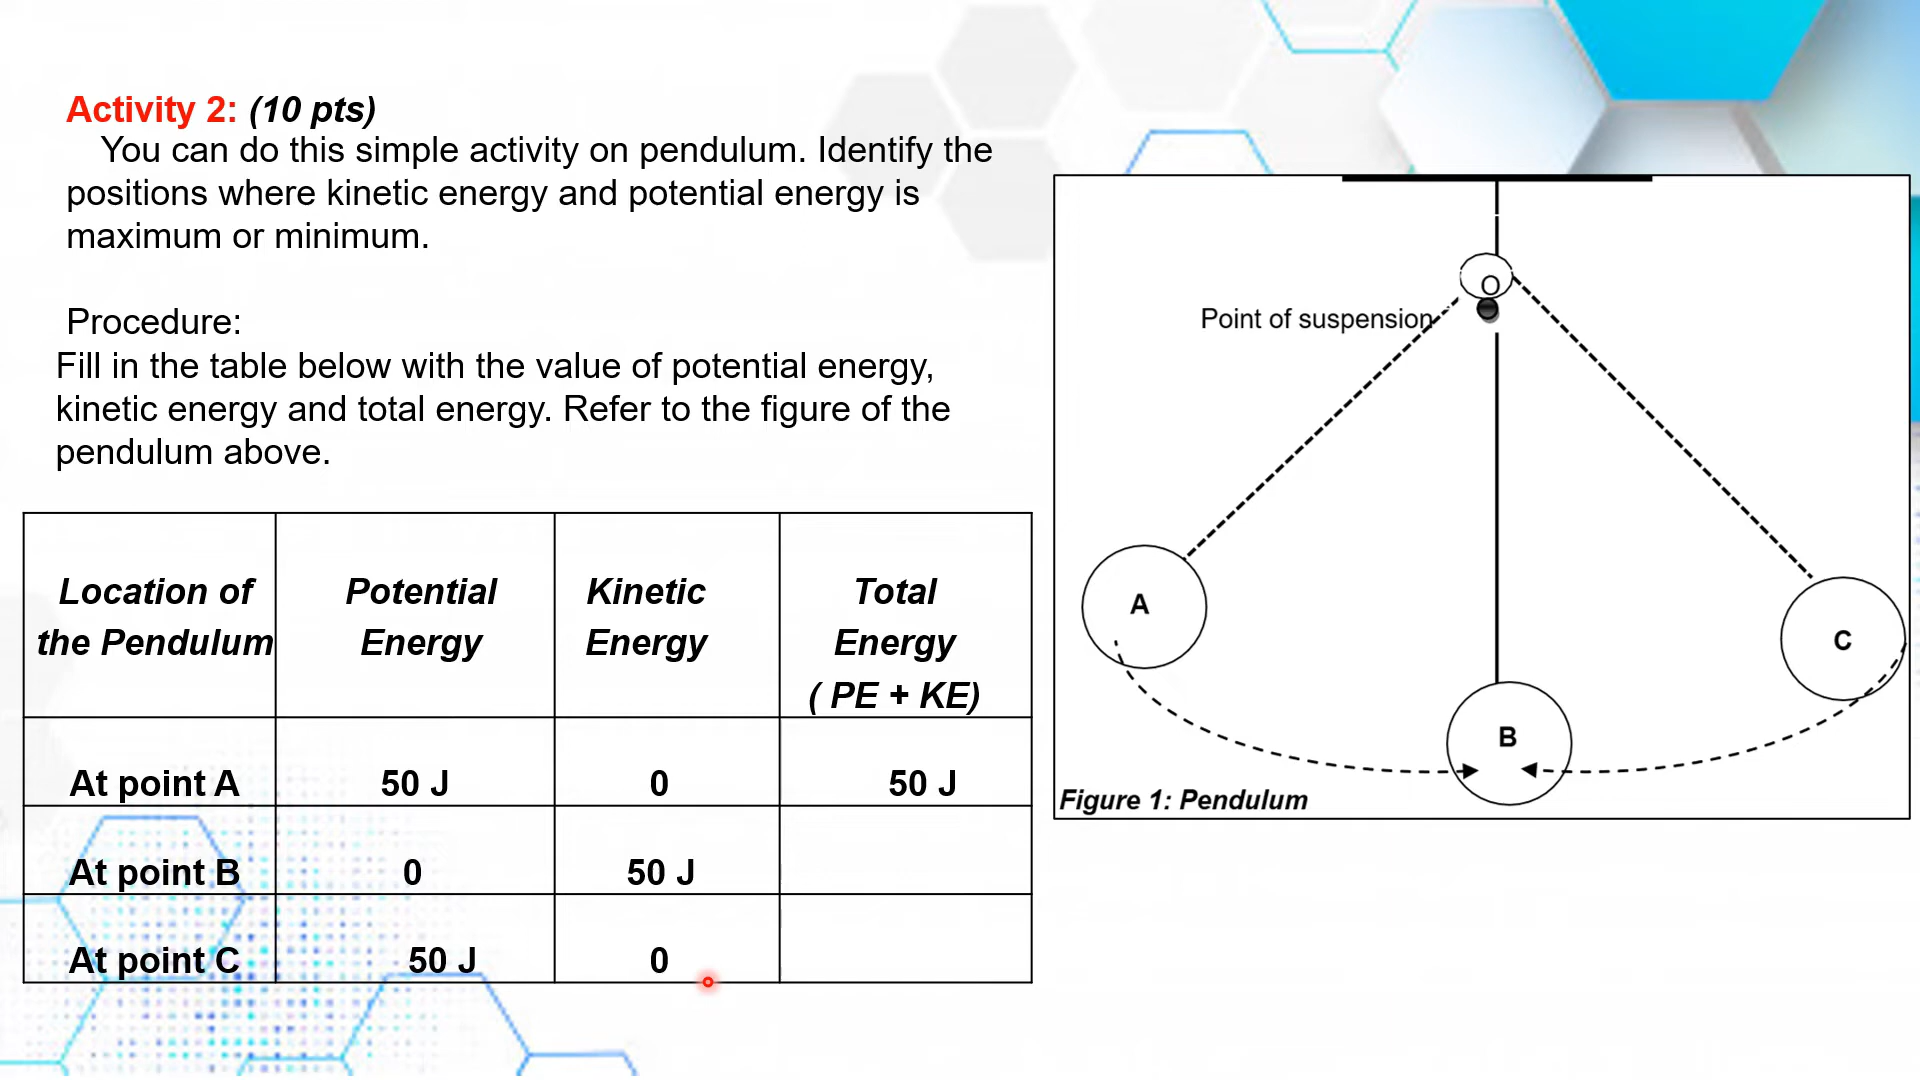 Activity 2: (10 pts)
You can do this simple activity on pendulum. Identify the
positions where kinetic energy and potential energy is
maximum or minimum.
Procedure:
Fill in the table below with the value of potential energy,
kinetic energy and total energy. Refer to the figure of the
pendulum above.
Location of the Pendulum
Potential Energy
Kinetic Energy
Total Energy ( PE + KE)
At point A 50 J 0 50 J
At point B 0 50 J
At point C 50 J 0
O
Point of suspension
A
C
B
Figure 1: Pendulum